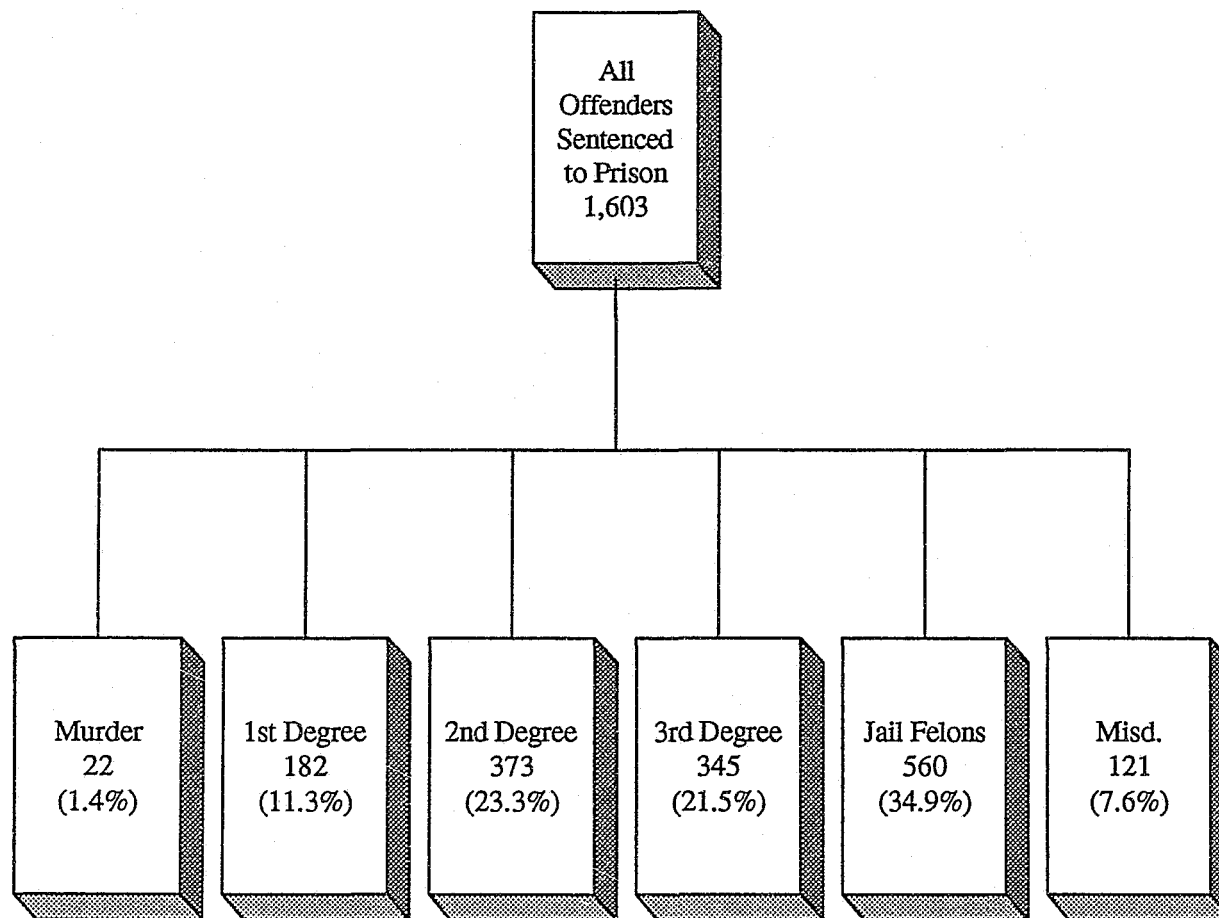 All
Offenders
Sentenced
to Prison
1,603
Murder
22
(1.4%)
1st Degree
182
(11.3%)
2nd Degree
373
(23.3%)
3rd Degree
345
(21.5%)
Jail Felons
560
(34.9%)
Misd.
121
(7.6%)